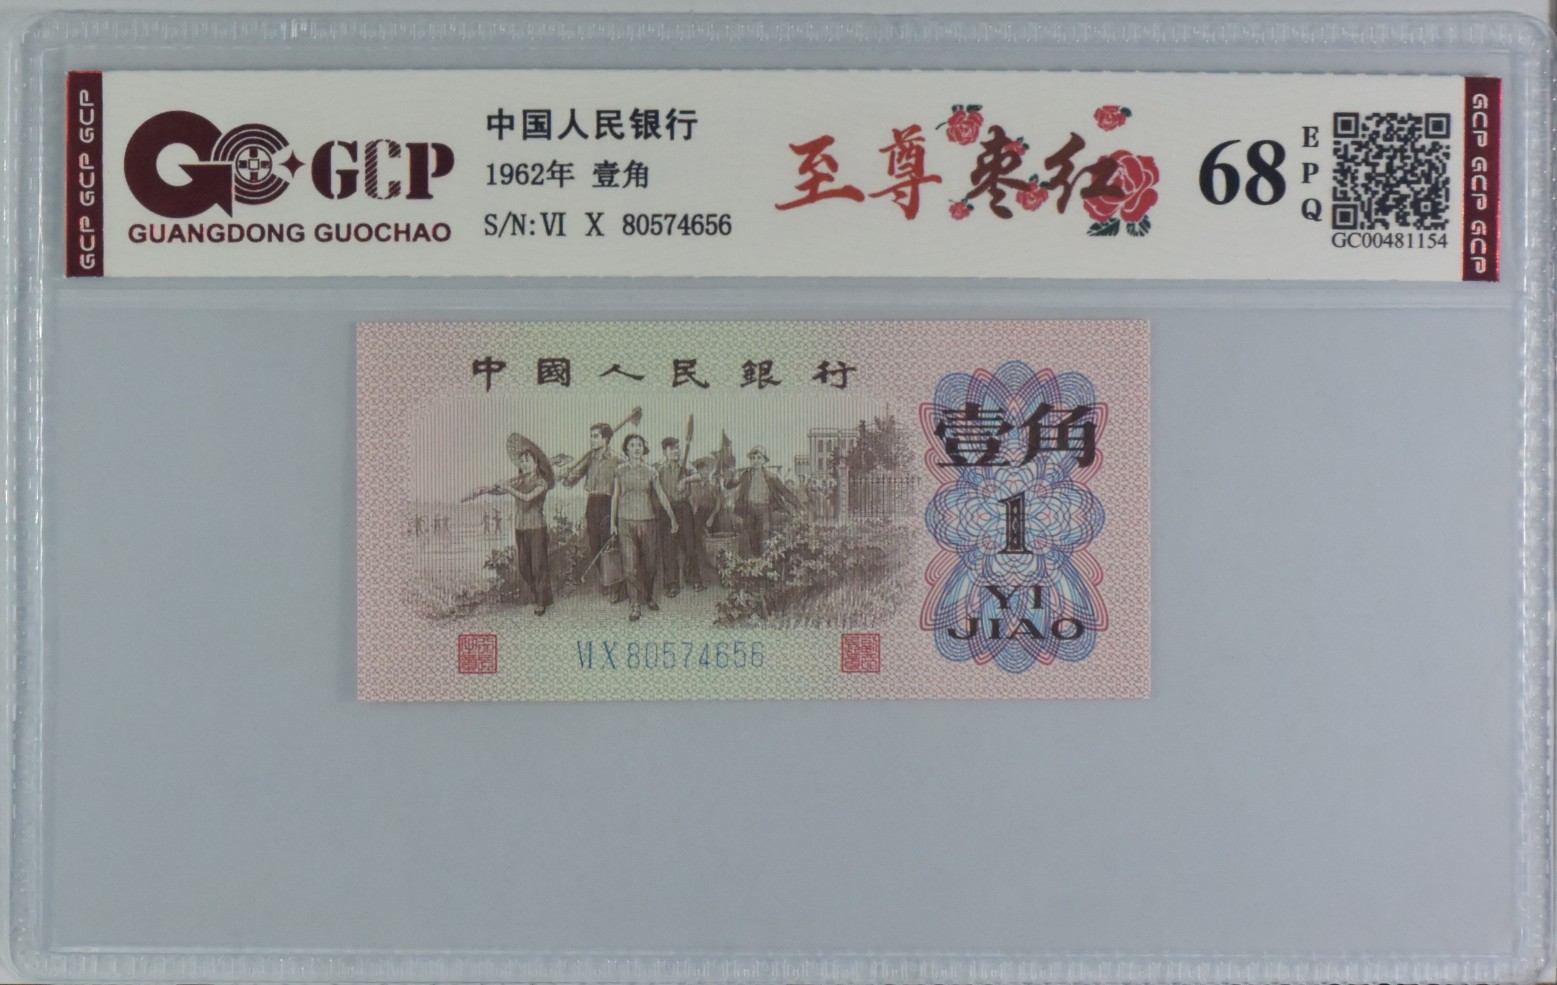 GCP GCP GCP
GCP
GUANGDONG GUOCHAO
中国人民银行
1962年 壹角
S/N:VI X 80574656
至尊枣红
68
EPQ
GC00481154
GCP GCP GCP
中國人民銀行
壹角
1
YI
JIAO
VI X 80574656